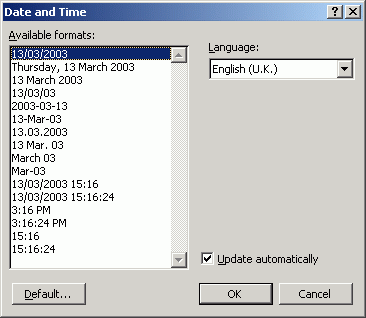 Date and Time
Available formats:
13/03/2003
Thursday, 13 March 2003
13 March 2003
13/03/03
2003-03-13
13-Mar-03
13.03.2003
13 Mar. 03
March 03
Mar-03
13/03/2003 15:16
13/03/2003 15:16:24
3:16 PM
3:16:24 PM
15:16
15:16:24
Language:
English (U.K.)
Update automatically
Default...
OK
Cancel